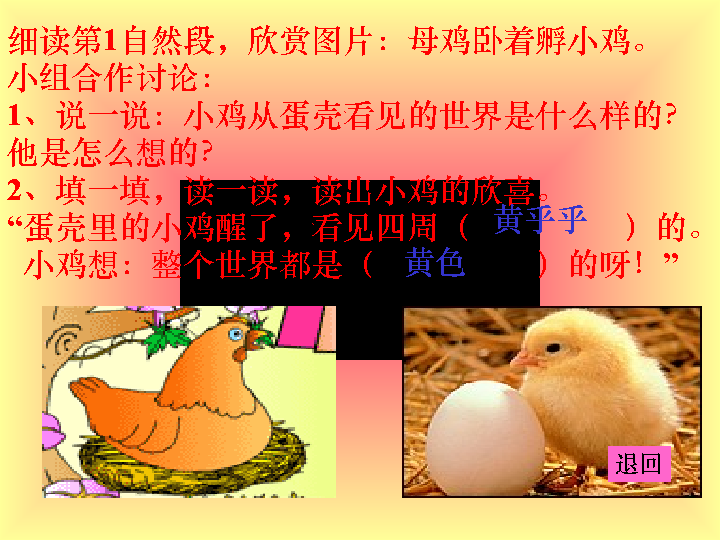 细读第1自然段，欣赏图片：母鸡卧着孵小鸡。
小组合作讨论：
1、说一说：小鸡从蛋壳看见的世界是什么样的？
他是怎么想的？
2、填一填，读一读，读出小鸡的欣喜。
“蛋壳里的小鸡醒了，看见四周（ 黄乎乎 ）的。
小鸡想：整个世界都是（ 黄色 ）的呀！”
退回